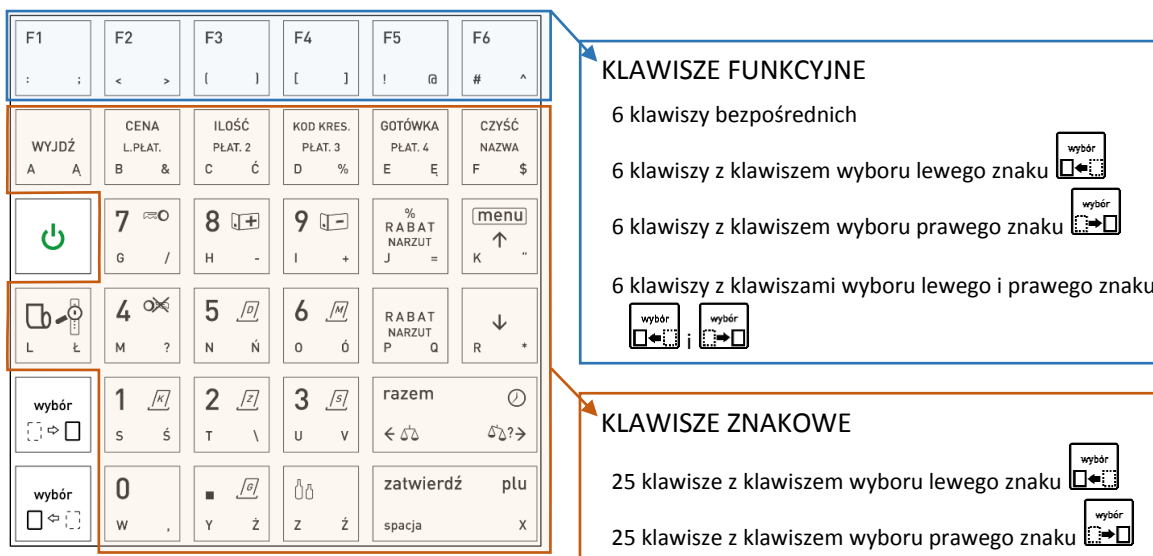 F1 F2 F3 F4 F5 F6
: ; < > ( ) [ ] ! @ # ^
WYJDŹ CENA ILOŚĆ KOD KRES. GOTÓWKA CZYŚĆ
L.PŁAT. PŁAT. 2 PŁAT. 3 PŁAT. 4 NAZWA
A Ą B & C Ć D % E Ę F $
7 8 + 9 - % RABAT NARZUT menu ↑
G / H - I + J = K "
4 5 D 6 M RABAT NARZUT ↓
L Ł M ? N Ń O Ó P Q R *
wybór 1 K 2 Z 3 S razem
⇨ S Ś T \ U V ← ?→
wybór 0 . G zatwierdź plu
⇦ W , Y Ż Z Ź spacja X
KLAWISZE FUNKCYJNE
6 klawiszy bezpośrednich
6 klawiszy z klawiszem wyboru lewego znaku wybór
6 klawiszy z klawiszem wyboru prawego znaku wybór
6 klawiszy z klawiszami wyboru lewego i prawego znaku
wybór i wybór
KLAWISZE ZNAKOWE
25 klawisze z klawiszem wyboru lewego znaku wybór
25 klawisze z klawiszem wyboru prawego znaku wybór